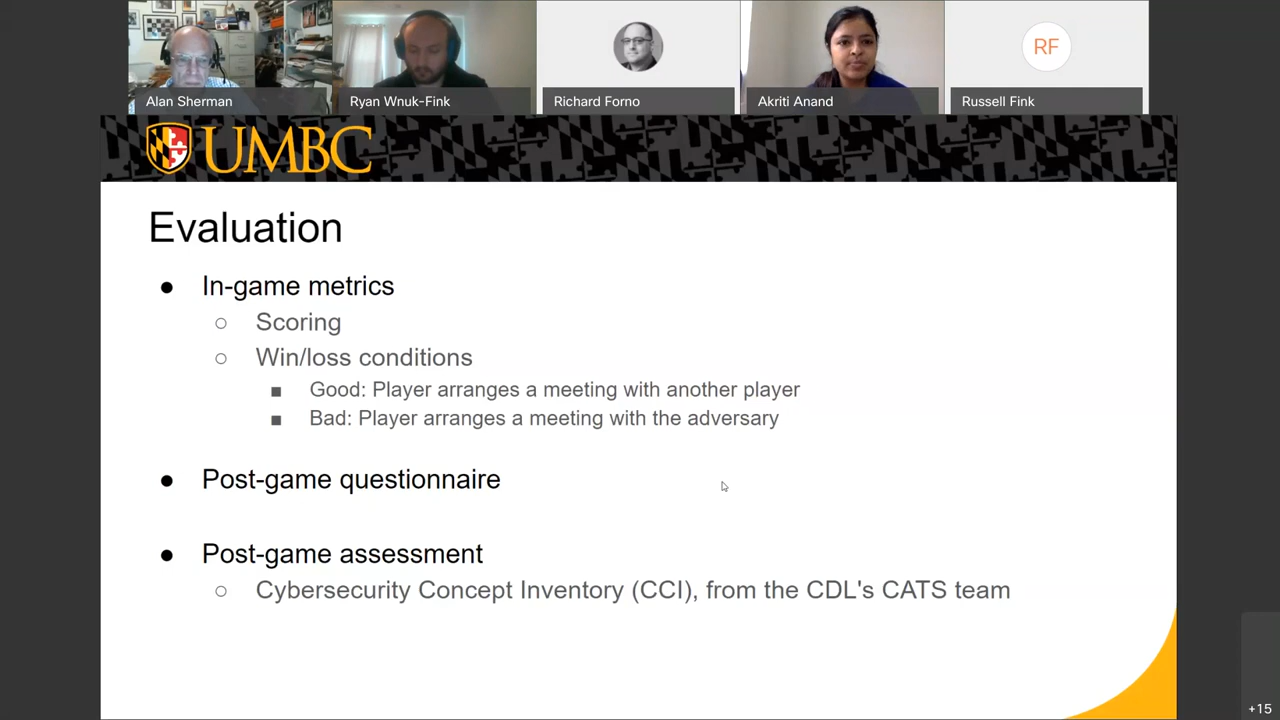 Alan Sherman
Ryan Wnuk-Fink
Richard Forno
Akriti Anand
RF
Russell Fink
UMBC
Evaluation
● In-game metrics
○ Scoring
○ Win/loss conditions
■ Good: Player arranges a meeting with another player
■ Bad: Player arranges a meeting with the adversary
● Post-game questionnaire
● Post-game assessment
○ Cybersecurity Concept Inventory (CCI), from the CDL's CATS team
+15